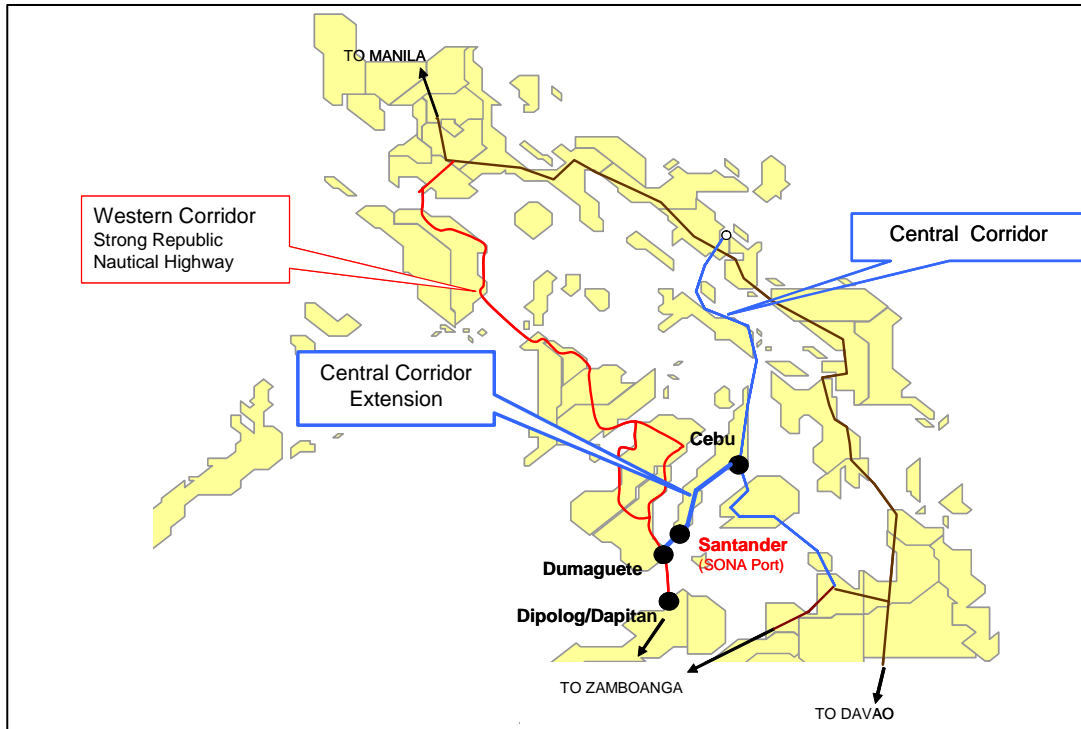 TO MANILA
Western Corridor
Strong Republic
Nautical Highway
Central Corridor
Central Corridor
Extension
Cebu
Santander
(SONA Port)
Dumaguete
Dipolog/Dapitan
TO ZAMBOANGA
TO DAVAO